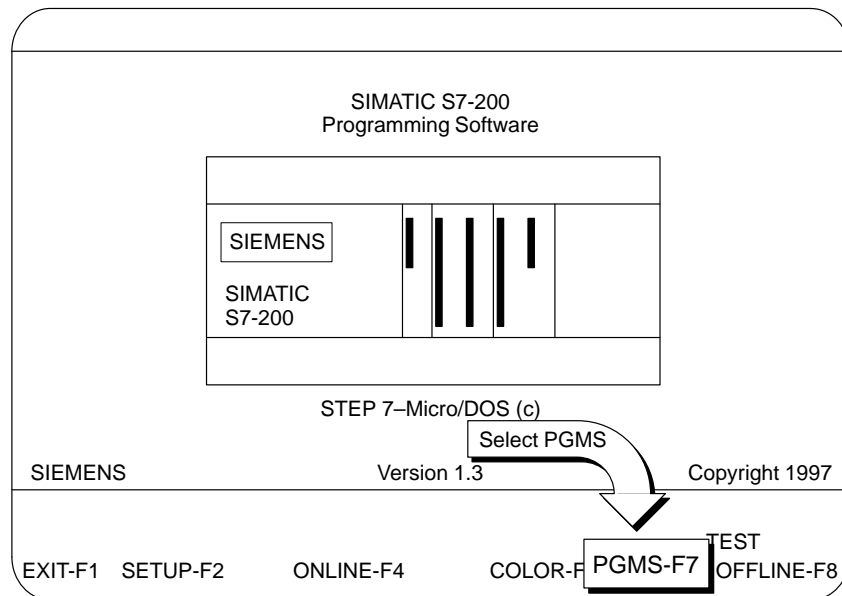 SIMATIC S7-200
Programming Software
SIEMENS
SIMATIC
S7-200
STEP 7–Micro/DOS (c)
Select PGMS
SIEMENS Version 1.3 Copyright 1997
TEST
EXIT-F1 SETUP-F2 ONLINE-F4 COLOR-F PGMS-F7 OFFLINE-F8